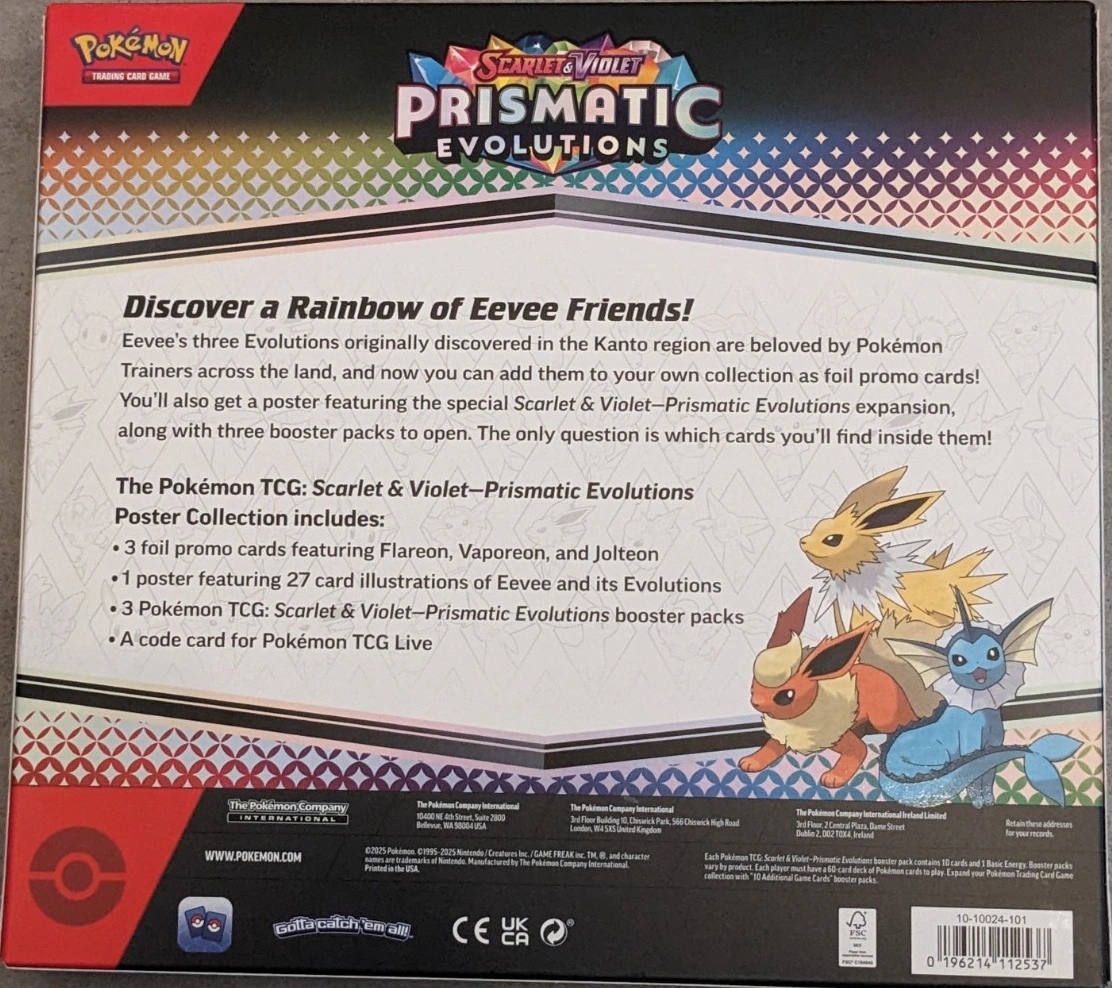 POKéMON
TRADING CARD GAME
SCARLET & VIOLET
PRISMATIC
EVOLUTIONS
Discover a Rainbow of Eevee Friends!
Eevee's three Evolutions originally discovered in the Kanto region are beloved by Pokémon
Trainers across the land, and now you can add them to your own collection as foil promo cards!
You'll also get a poster featuring the special Scarlet & Violet—Prismatic Evolutions expansion,
along with three booster packs to open. The only question is which cards you'll find inside them!
The Pokémon TCG: Scarlet & Violet—Prismatic Evolutions
Poster Collection includes:
• 3 foil promo cards featuring Flareon, Vaporeon, and Jolteon
• 1 poster featuring 27 card illustrations of Eevee and its Evolutions
• 3 Pokémon TCG: Scarlet & Violet—Prismatic Evolutions booster packs
• A code card for Pokémon TCG Live
The Pokémon Company
INTERNATIONAL
The Pokémon Company International
10400 NE 4th Street, Suite 2800
Bellevue, WA 98004 USA
The Pokémon Company International
3rd Floor Building 10, Chiswick Park, 566 Chiswick High Road
London, W4 5XS United Kingdom
The Pokémon Company International Ireland Limited
3rd Floor, 2 Central Plaza, Dame Street
Dublin 2, D02 T0X4, Ireland
Retain these addresses
for your records.
WWW.POKEMON.COM
©2025 Pokémon. ©1995-2025 Nintendo / Creatures Inc. / GAME FREAK inc. TM, ®, and character
names are trademarks of Nintendo. Manufactured by The Pokémon Company International.
Printed in the USA.
Each Pokémon TCG: Scarlet & Violet—Prismatic Evolutions booster pack contains 10 cards and 1 Basic Energy. Booster packs
vary by product. Each player must have a 60-card deck of Pokémon cards to play. Expand your Pokémon Trading Card Game
collection with "10 Additional Game Cards" booster packs.
Gotta catch 'em all!
CE
UK
CA
FSC
MIX
10-10024-101
0 196214 112537